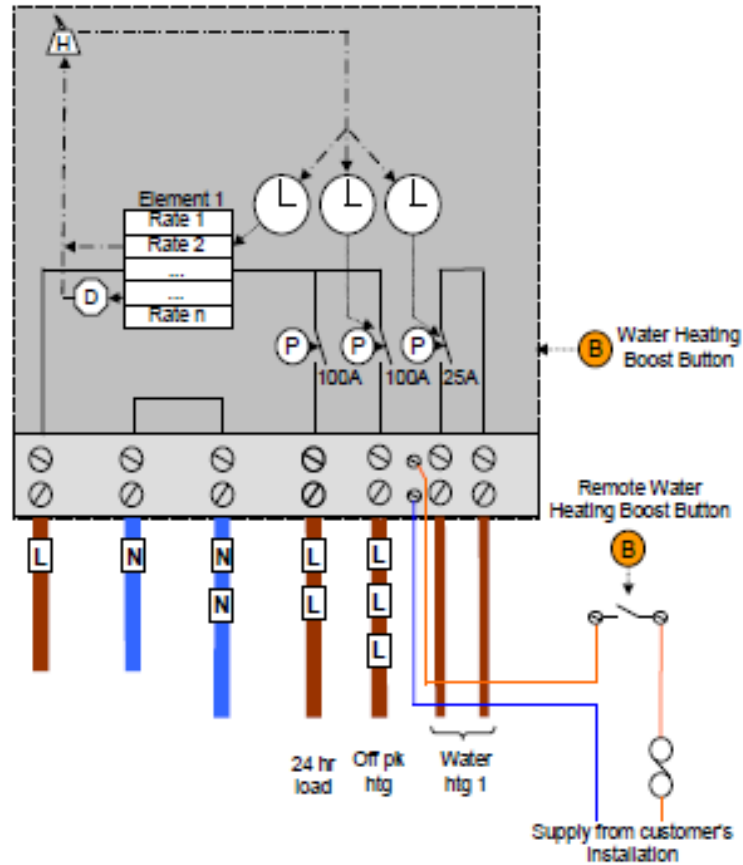 H
Element 1
Rate 1
Rate 2
...
...
Rate n
D
P
P
P
100A
100A
25A
B
Water Heating
Boost Button
Remote Water
Heating Boost Button
B
L
N
N
L
L
N
L
L
L
24 hr
load
Off pk
htg
Water
htg 1
Supply from customer's
installation